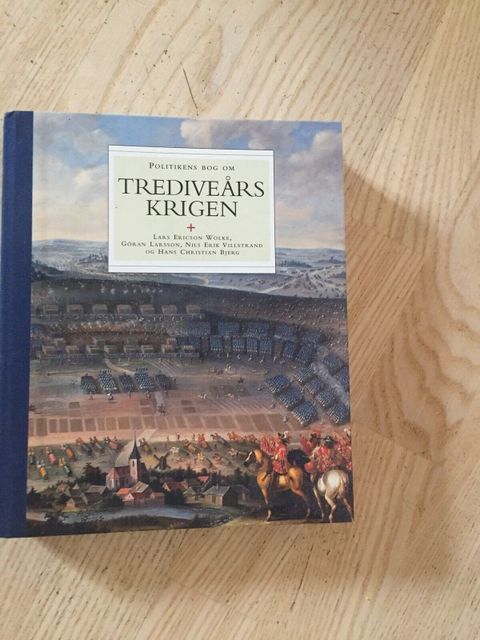 POLITIKENS BOG OM
TREDIVEÅRS
KRIGEN
LARS ERICSON WOLKE,
GÖRAN LARSSON, NILS ERIK VILLSTRAND
OG HANS CHRISTIAN BJERG